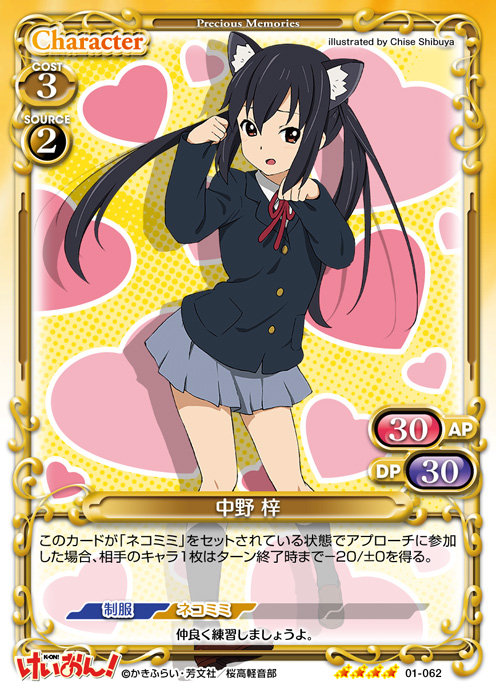 Precious Memories
Character
illustrated by Chise Shibuya
COST
3
SOURCE
2
30 AP
DP 30
中野 梓
このカードが「ネコミミ」をセットされている状態でアプローチに参加
した場合、相手のキャラ1枚はターン終了時まで−20/±0を得る。
制服 ネコミミ
仲良く練習しましょうよ。
K-ON!
けいおん!
©かきふらい・芳文社/桜高軽音部
01-062